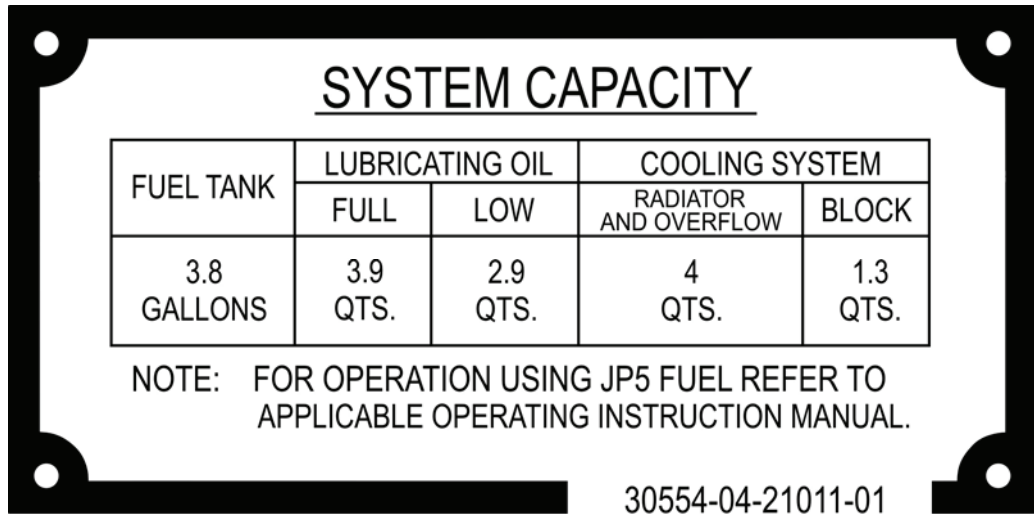 SYSTEM CAPACITY
FUEL TANK
LUBRICATING OIL
COOLING SYSTEM
FULL
LOW
RADIATOR
AND OVERFLOW
BLOCK
3.8
GALLONS
3.9
QTS.
2.9
QTS.
4
QTS.
1.3
QTS.
NOTE: FOR OPERATION USING JP5 FUEL REFER TO
APPLICABLE OPERATING INSTRUCTION MANUAL.
30554-04-21011-01